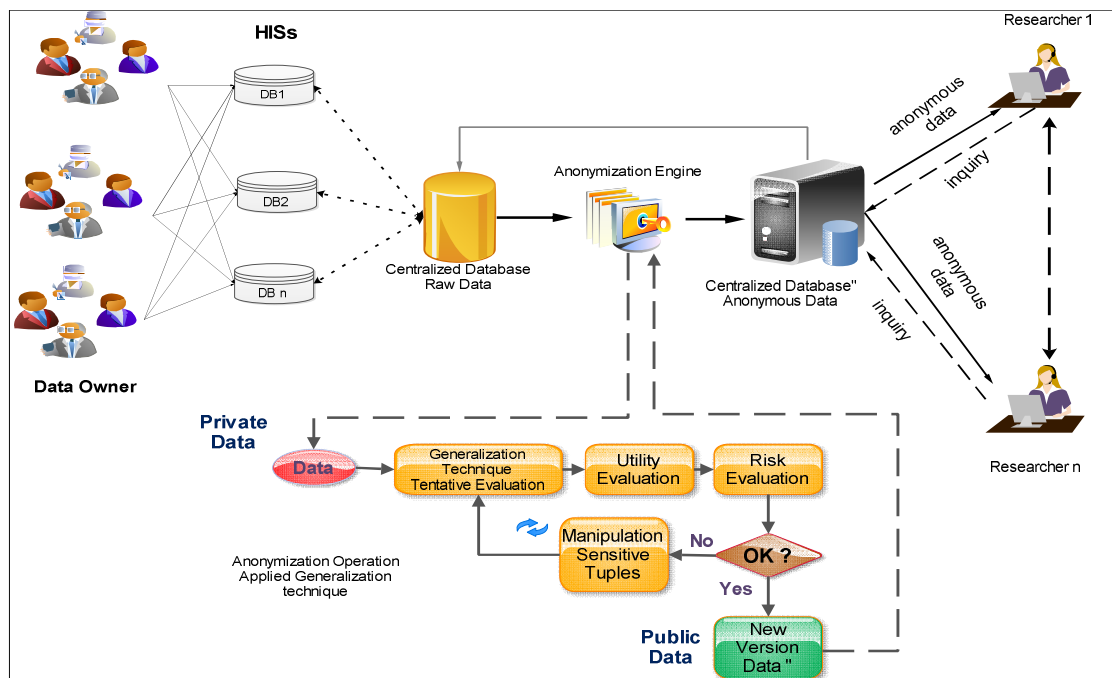 HISs
Researcher 1
DB1
DB2
DB n
Data Owner
Centralized Database
Raw Data
Anonymization Engine
Centralized Database"
Anonymous Data
anonymous
data
inquiry
anonymous
data
inquiry
Researcher n
Private
Data
Data
Generalization
Technique
Tentative Evaluation
Utility
Evaluation
Risk
Evaluation
Manipulation
Sensitive
Tuples
No
OK ?
Yes
Anonymization Operation
Applied Generalization
technique
Public
Data
New
Version
Data "